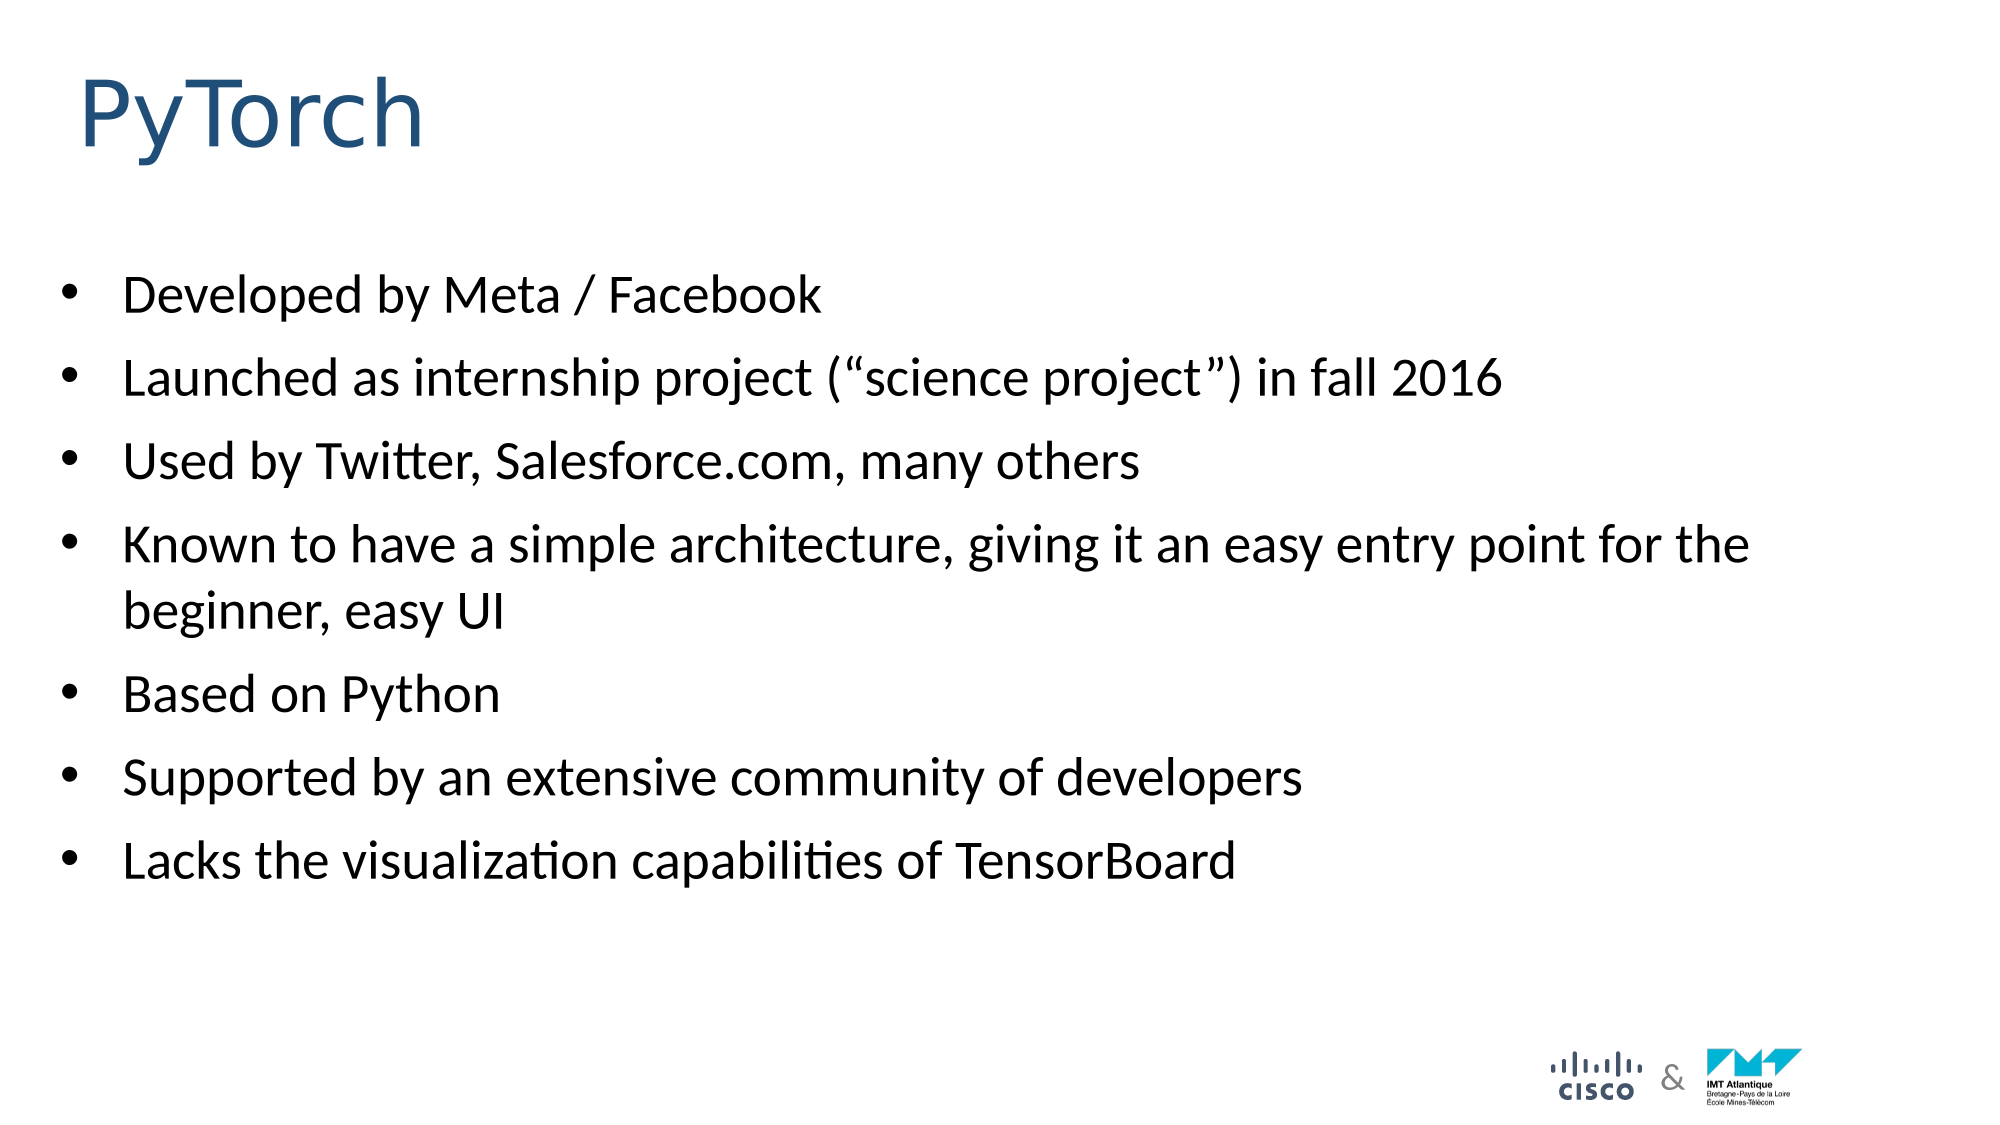 PyTorch
• Developed by Meta / Facebook
• Launched as internship project (“science project”) in fall 2016
• Used by Twitter, Salesforce.com, many others
• Known to have a simple architecture, giving it an easy entry point for the
beginner, easy UI
• Based on Python
• Supported by an extensive community of developers
• Lacks the visualization capabilities of TensorBoard
CISCO & IMT Atlantique
Bretagne-Pays de la Loire
École Mines-Télécom